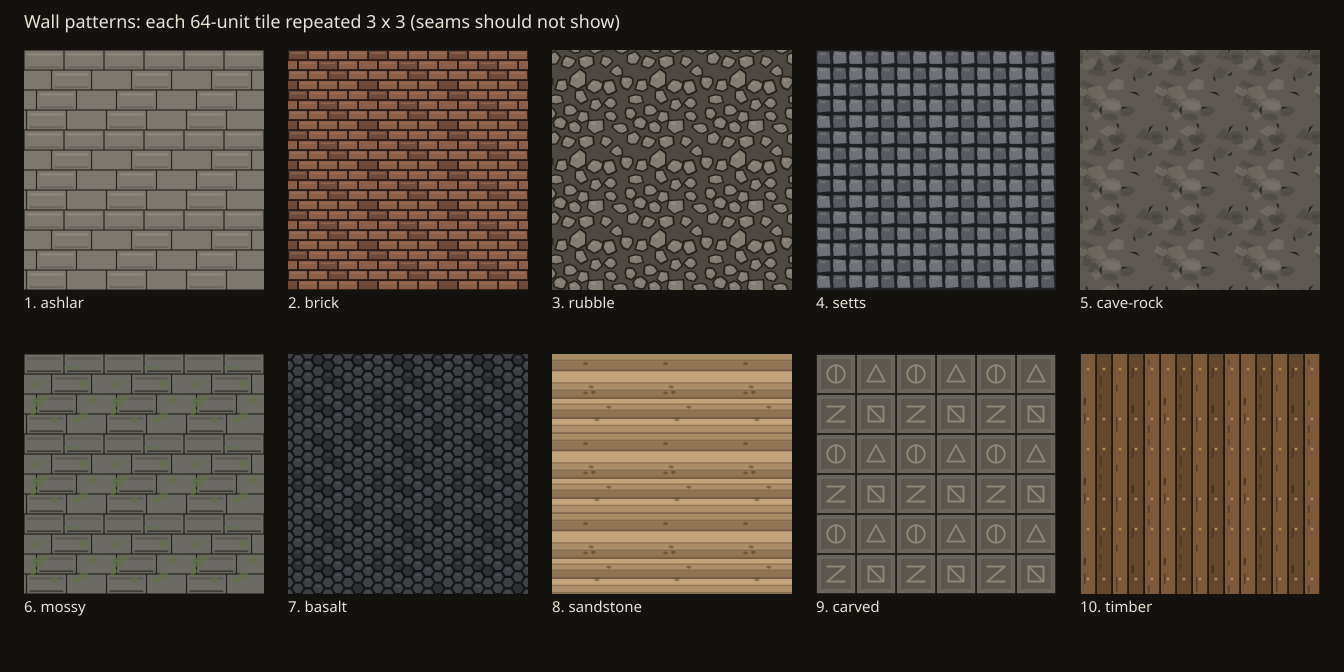 Wall patterns: each 64-unit tile repeated 3 x 3 (seams should not show)
1. ashlar
2. brick
3. rubble
4. setts
5. cave-rock
6. mossy
7. basalt
8. sandstone
9. carved
10. timber